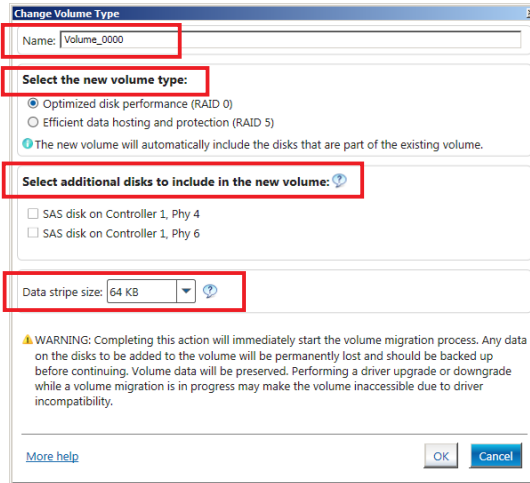 Change Volume Type
Name: Volume_0000
Select the new volume type:
Optimized disk performance (RAID 0)
Efficient data hosting and protection (RAID 5)
The new volume will automatically include the disks that are part of the existing volume.
Select additional disks to include in the new volume:
SAS disk on Controller 1, Phy 4
SAS disk on Controller 1, Phy 6
Data stripe size: 64 KB
WARNING: Completing this action will immediately start the volume migration process. Any data
on the disks to be added to the volume will be permanently lost and should be backed up
before continuing. Volume data will be preserved. Performing a driver upgrade or downgrade
while a volume migration is in progress may make the volume inaccessible due to driver
incompatibility.
More help
OK
Cancel